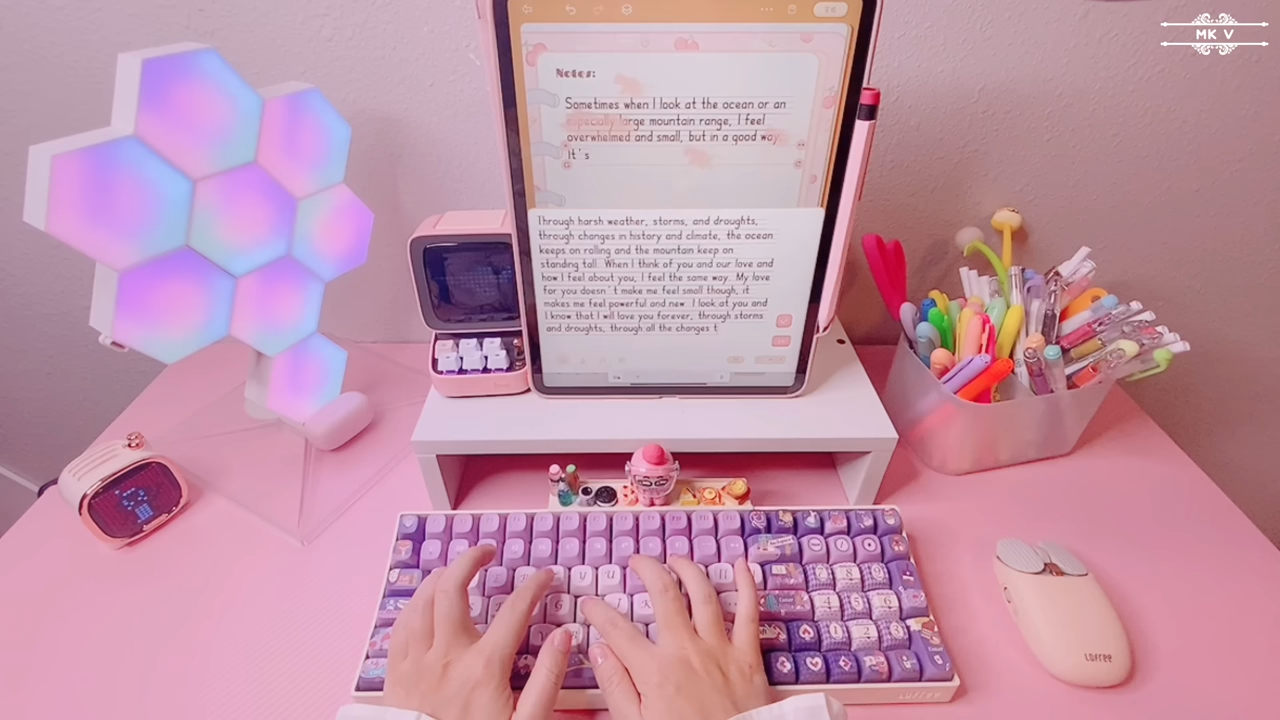 MK V
Notes:
Sometimes when I look at the ocean or an
especially large mountain range, I feel
overwhelmed and small, but in a good way.
It's
Through harsh weather, storms, and droughts,
through changes in history and climate, the ocean
keeps on rolling and the mountain keep on
standing tall. When I think of you and our love and
how I feel about you, I feel the same way. My love
for you doesn't make me feel small though, it
makes me feel powerful and new. I look at you and
I know that I will love you forever, through storms
and droughts, through all the changes t
LOFREE
LOFREE